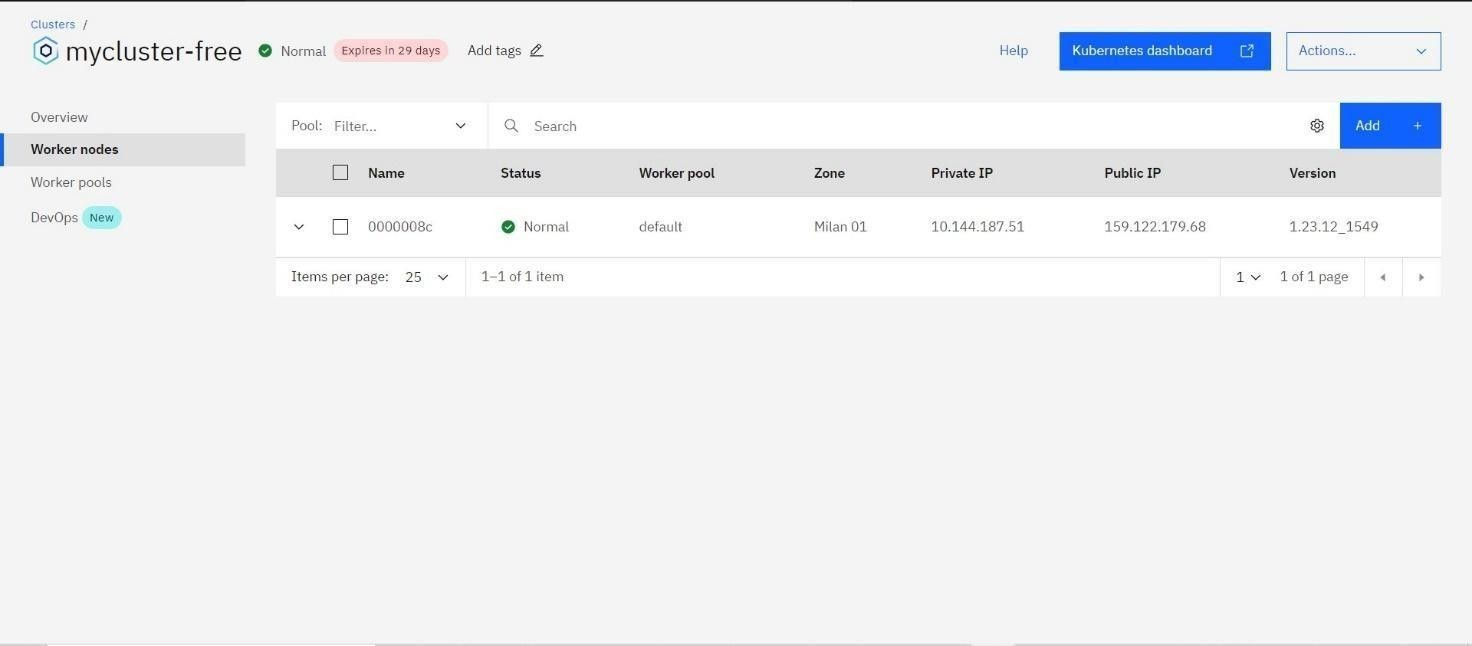 Clusters /
mycluster-free Normal Expires in 29 days Add tags Help Kubernetes dashboard Actions...
Overview
Worker nodes
Worker pools
DevOps New
Pool: Filter... Search Add +
Name Status Worker pool Zone Private IP Public IP Version
0000008c Normal default Milan 01 10.144.187.51 159.122.179.68 1.23.12_1549
Items per page: 25 1–1 of 1 item 1 1 of 1 page